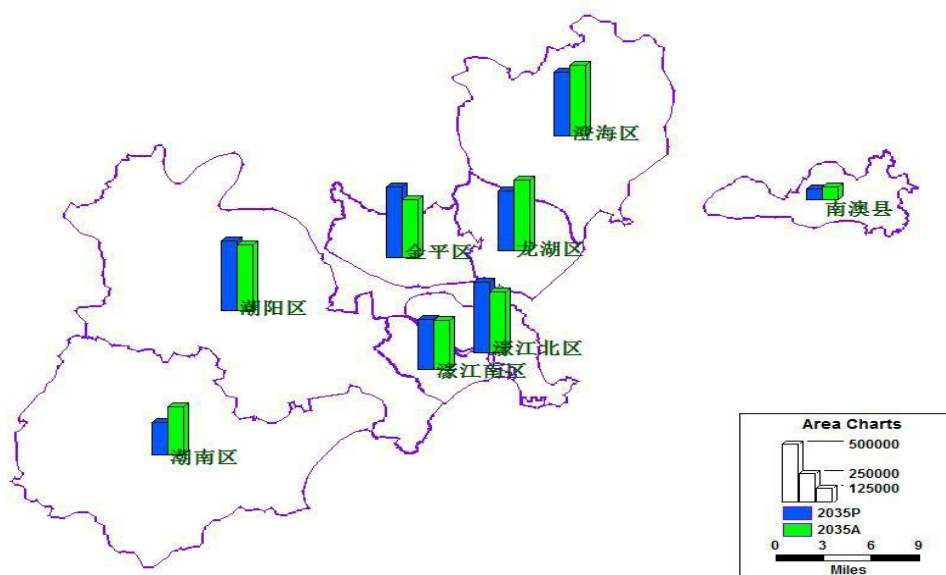 澄海区
南澳县
金平区
龙湖区
潮阳区
濠江北区
濠江南区
潮南区
Area Charts
500000
250000
125000
2035P
2035A
0 3 6 9
Miles